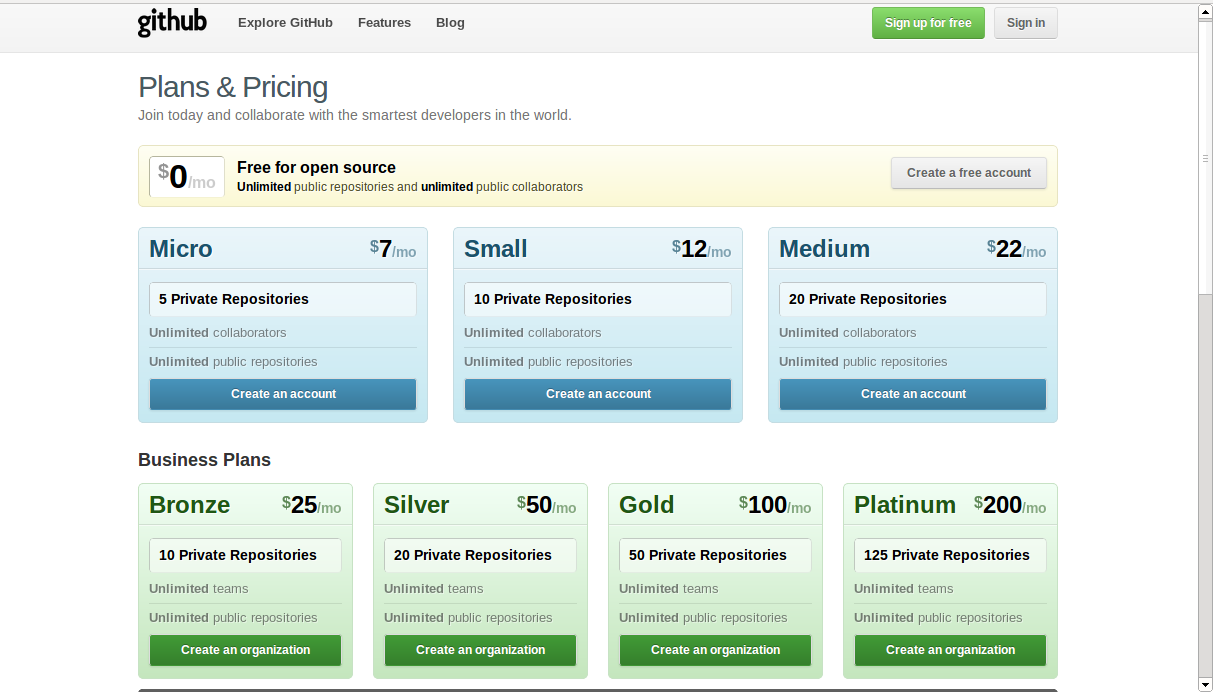 github Explore GitHub Features Blog Sign up for free Sign in
Plans & Pricing
Join today and collaborate with the smartest developers in the world.
$0/mo Free for open source Create a free account
Unlimited public repositories and unlimited public collaborators
Micro $7/mo Small $12/mo Medium $22/mo
5 Private Repositories 10 Private Repositories 20 Private Repositories
Unlimited collaborators Unlimited collaborators Unlimited collaborators
Unlimited public repositories Unlimited public repositories Unlimited public repositories
Create an account Create an account Create an account
Business Plans
Bronze $25/mo Silver $50/mo Gold $100/mo Platinum $200/mo
10 Private Repositories 20 Private Repositories 50 Private Repositories 125 Private Repositories
Unlimited teams Unlimited teams Unlimited teams Unlimited teams
Unlimited public repositories Unlimited public repositories Unlimited public repositories Unlimited public repositories
Create an organization Create an organization Create an organization Create an organization